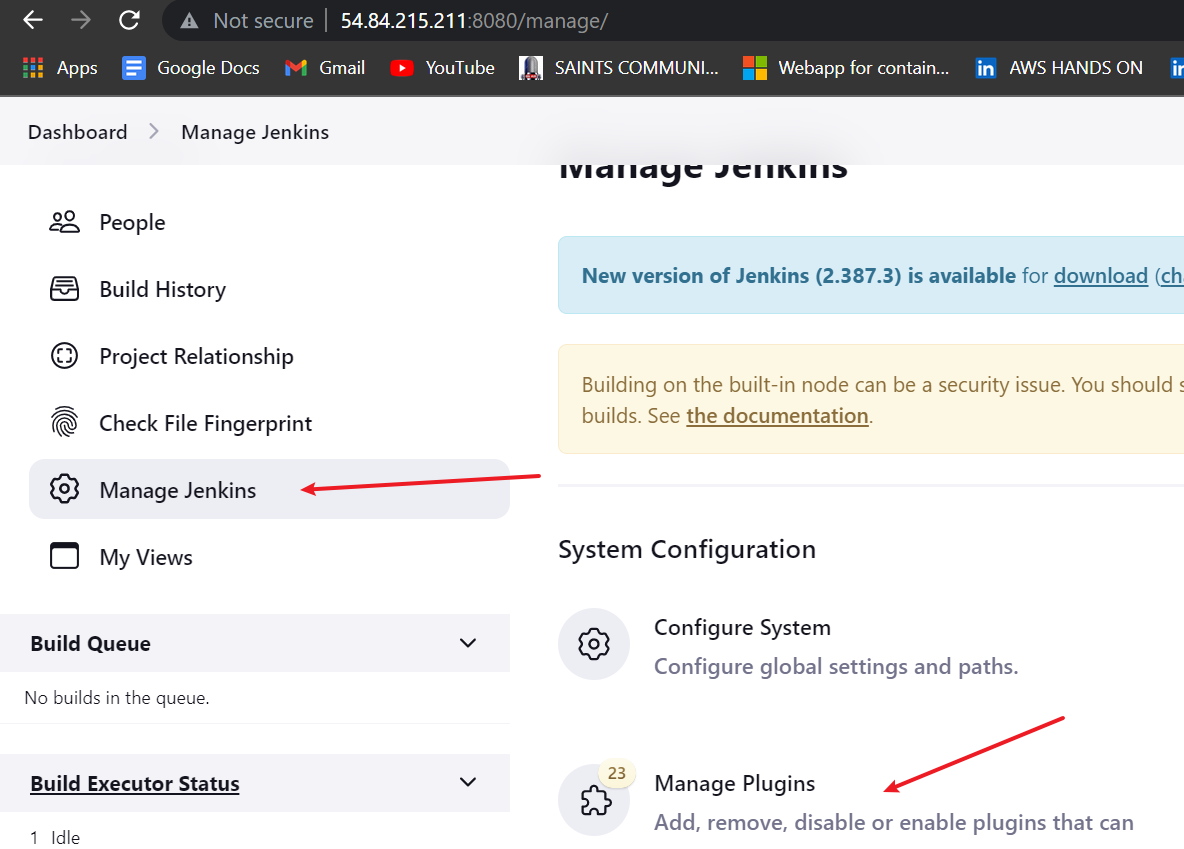 Not secure | 54.84.215.211:8080/manage/
Apps Google Docs Gmail YouTube SAINTS COMMUNI... Webapp for contain... AWS HANDS ON
Dashboard Manage Jenkins
Manage Jenkins
People
Build History
Project Relationship
Check File Fingerprint
Manage Jenkins
My Views
Build Queue
No builds in the queue.
Build Executor Status
1 Idle
New version of Jenkins (2.387.3) is available for download (cha
Building on the built-in node can be a security issue. You should s
builds. See the documentation.
System Configuration
Configure System
Configure global settings and paths.
23
Manage Plugins
Add, remove, disable or enable plugins that can